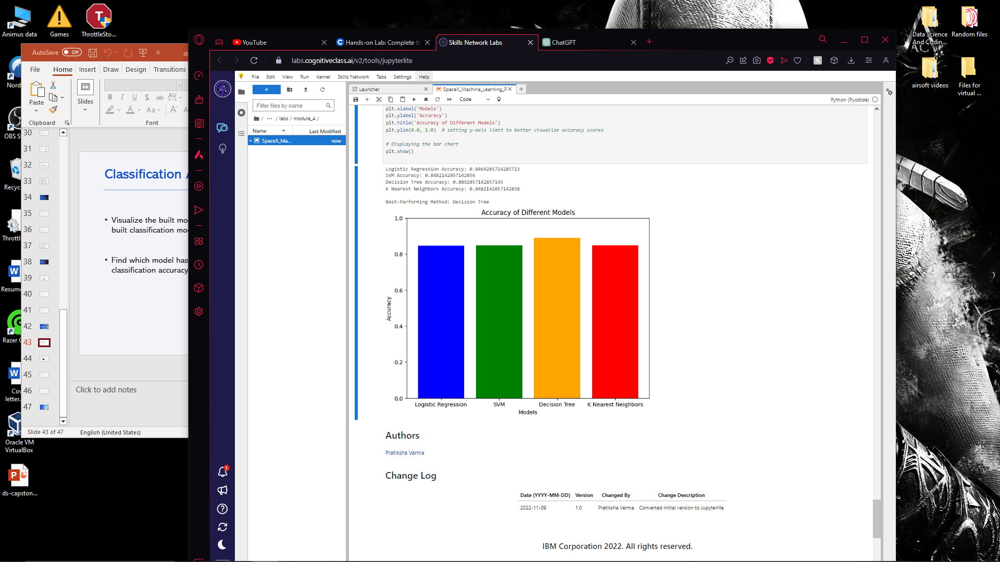 Animus data
Games
ThrottleSto...
Data Science
And Codin...
Random files
airsoft videos
Files for
virtual ...
AutoSave
Off
File
Home
Insert
Draw
Design
Transitions
Paste
Slides
Clipboard
Font
30
31
32
33
34
35
36
37
38
39
40
41
42
43
44
45
46
47
Classification
• Visualize the built
built classification
• Find which model has
classification accuracy
Click to add notes
Slide 43 of 47
English (United States)
Oracle VM
VirtualBox
ds-capston...
YouTube
Hands-on Lab: Complete th
Skills Network Labs
ChatGPT
labs.cognitiveclass.ai/v2/tools/jupyterlite
File
Edit
View
Run
Kernel
Skills Network
Tabs
Settings
Help
Filter files by name
/ ··· / labs / module_4 /
Name
Last Modified
SpaceX_Ma...
now
Launcher
SpaceX_Machine_Learning_P
Code
Python (Pyodide)
plt.xlabel('Models')
plt.ylabel('Accuracy')
plt.title('Accuracy of Different Models')
plt.ylim(0.0, 1.0)  # setting y-axis limit to better visualize accuracy scores
# Displaying the bar chart
plt.show()
Logistic Regression Accuracy: 0.8464285714285713
SVM Accuracy: 0.8482142857142856
Decision Tree Accuracy: 0.8892857142857145
K Nearest Neighbors Accuracy: 0.8482142857142858
Best-Performing Method: Decision Tree
Accuracy of Different Models
1.0
0.8
0.6
0.4
0.2
0.0
Accuracy
Logistic Regression
SVM
Decision Tree
K Nearest Neighbors
Models
Authors
Pratiksha Verma
Change Log
Date (YYYY-MM-DD) Version Changed By Change Description
2022-11-09 1.0 Pratiksha Verma Converted initial version to Jupyterlite
IBM Corporation 2022. All rights reserved.